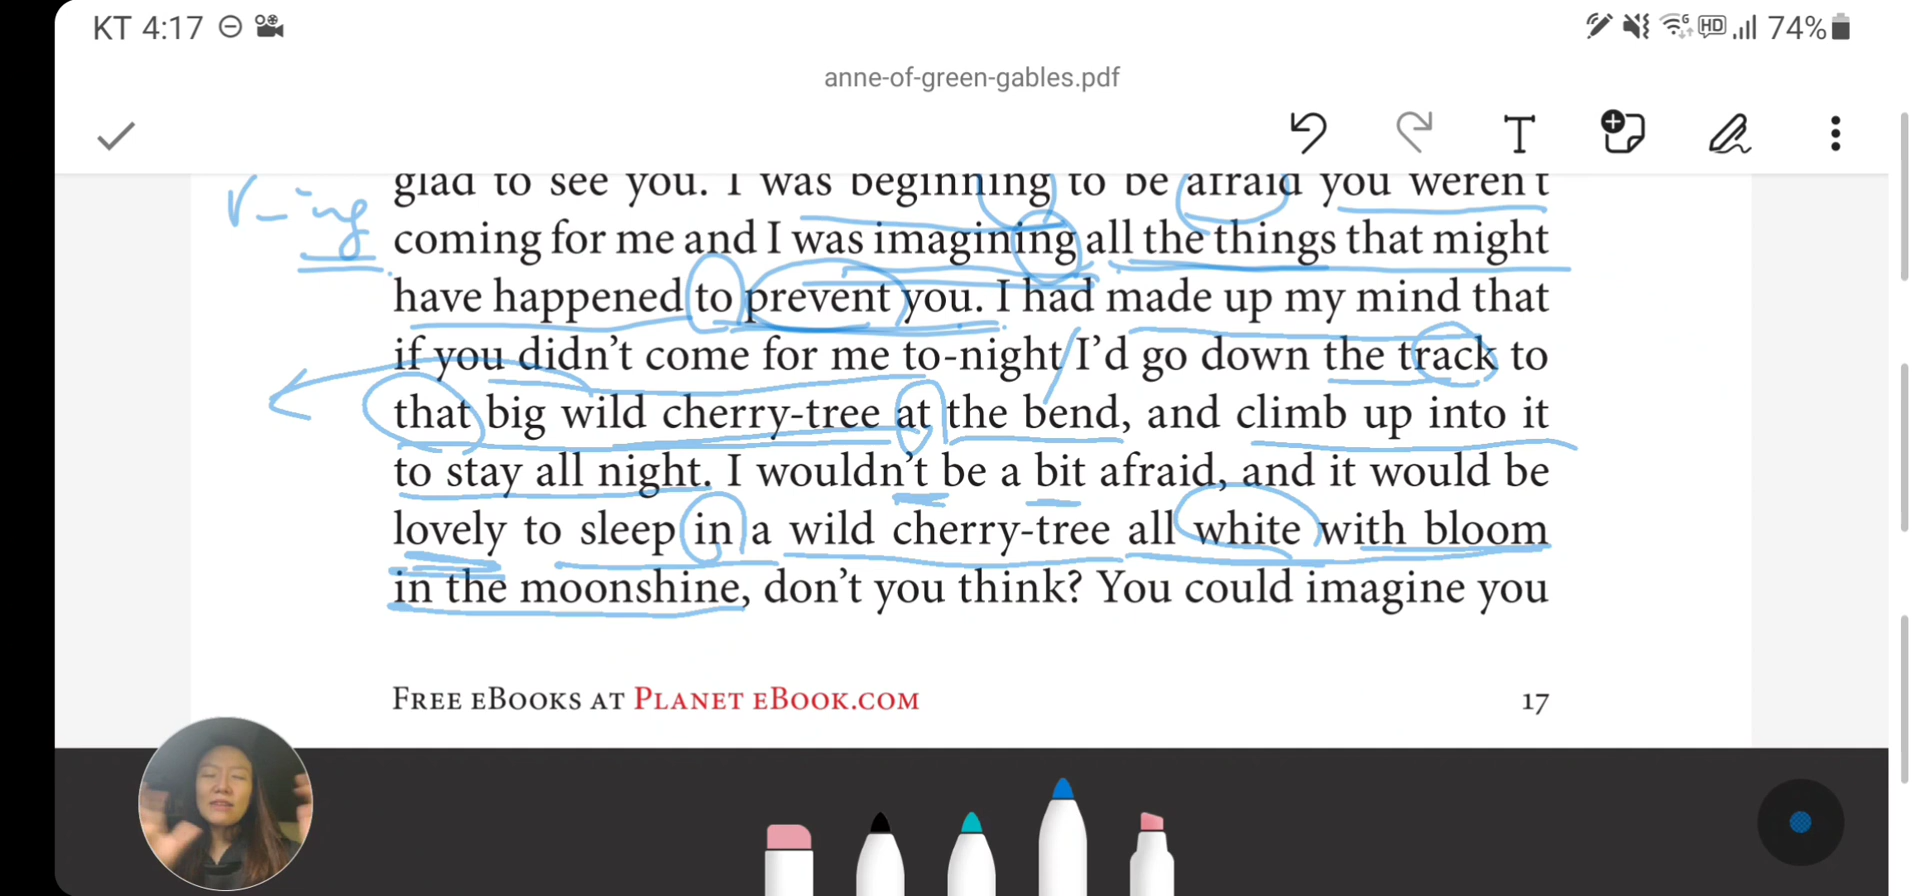 KT 4:17
HD 74%
anne-of-green-gables.pdf
T
V-ing
glad to see you. I was beginning to be afraid you weren't
coming for me and I was imagining all the things that might
have happened to prevent you. I had made up my mind that
if you didn't come for me to-night I'd go down the track to
that big wild cherry-tree at the bend, and climb up into it
to stay all night. I wouldn't be a bit afraid, and it would be
lovely to sleep in a wild cherry-tree all white with bloom
in the moonshine, don't you think? You could imagine you
FREE EBOOKS AT PLANET EBOOK.COM
17